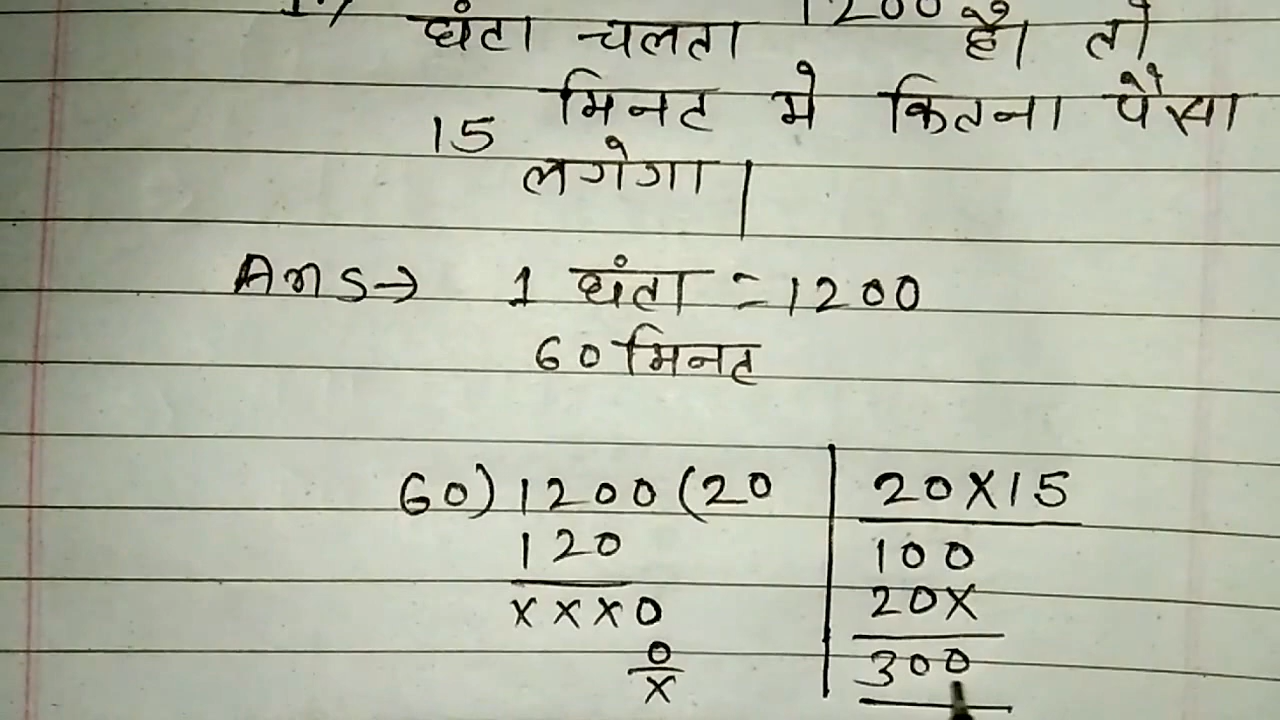 1200
घंटा चलता है। तो
15 मिनट मे कितना पैसा
लगेगा|
Ans→ 1 घंटा = 1200
60 मिनट
60) 1200 (20
120
xxx0
0
x
20X15
100
20X
300